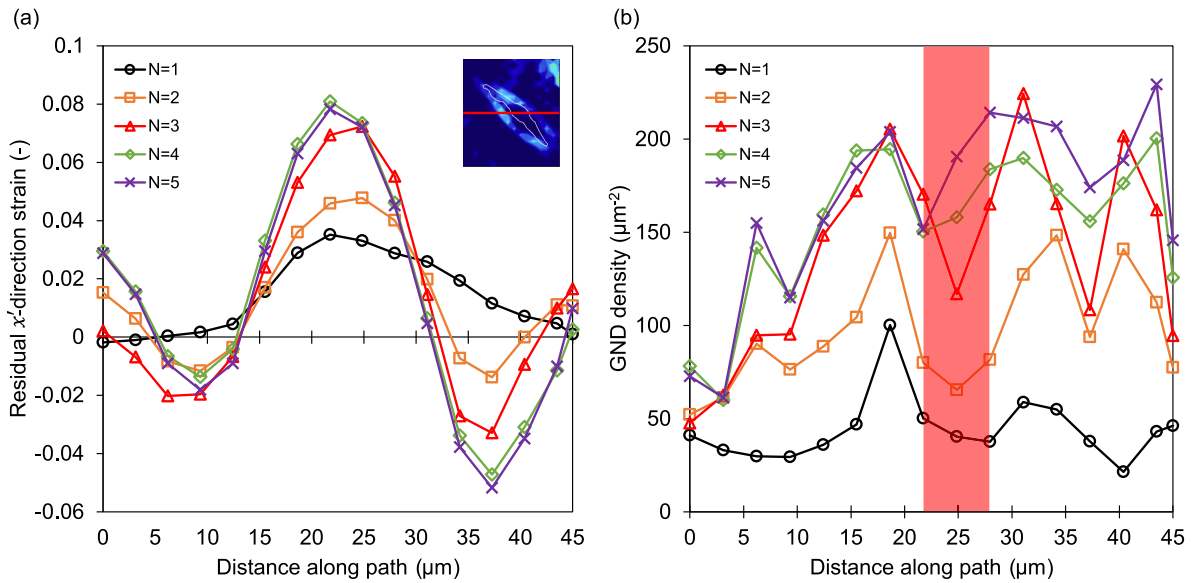 (a)
0.1
0.08
0.06
0.04
0.02
0
-0.02
-0.04
-0.06
Residual x′-direction strain (-)
N=1
N=2
N=3
N=4
N=5
0 5 10 15 20 25 30 35 40 45
Distance along path (µm)
(b)
250
200
150
100
50
0
GND density (µm-2)
N=1
N=2
N=3
N=4
N=5
0 5 10 15 20 25 30 35 40 45
Distance along path (µm)